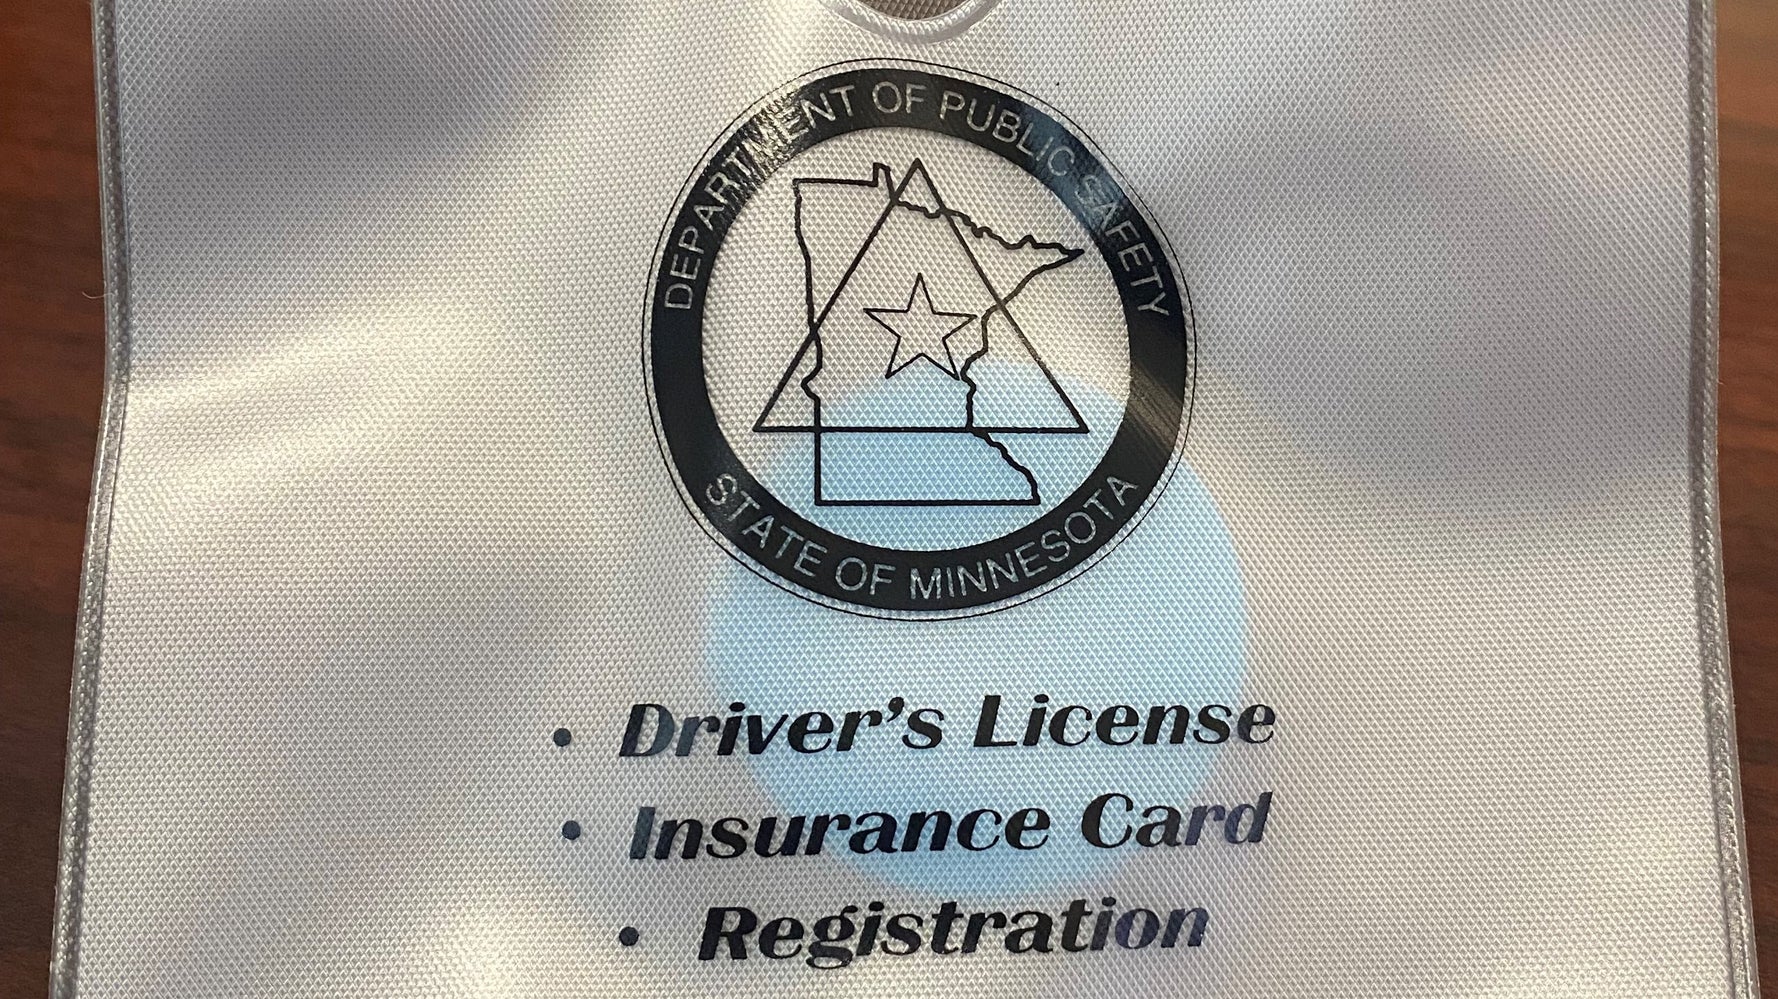 DEPARTMENT OF PUBLIC SAFETY
STATE OF MINNESOTA
• Driver's License
• Insurance Card
• Registration